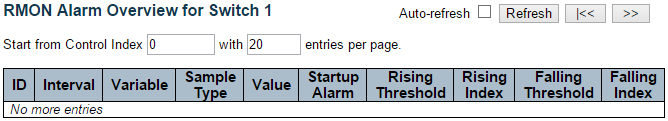 RMON Alarm Overview for Switch 1 Auto-refresh Refresh |<< >>
Start from Control Index 0 with 20 entries per page.
ID Interval Variable Sample Type Value Startup Alarm Rising Threshold Rising Index Falling Threshold Falling Index
No more entries